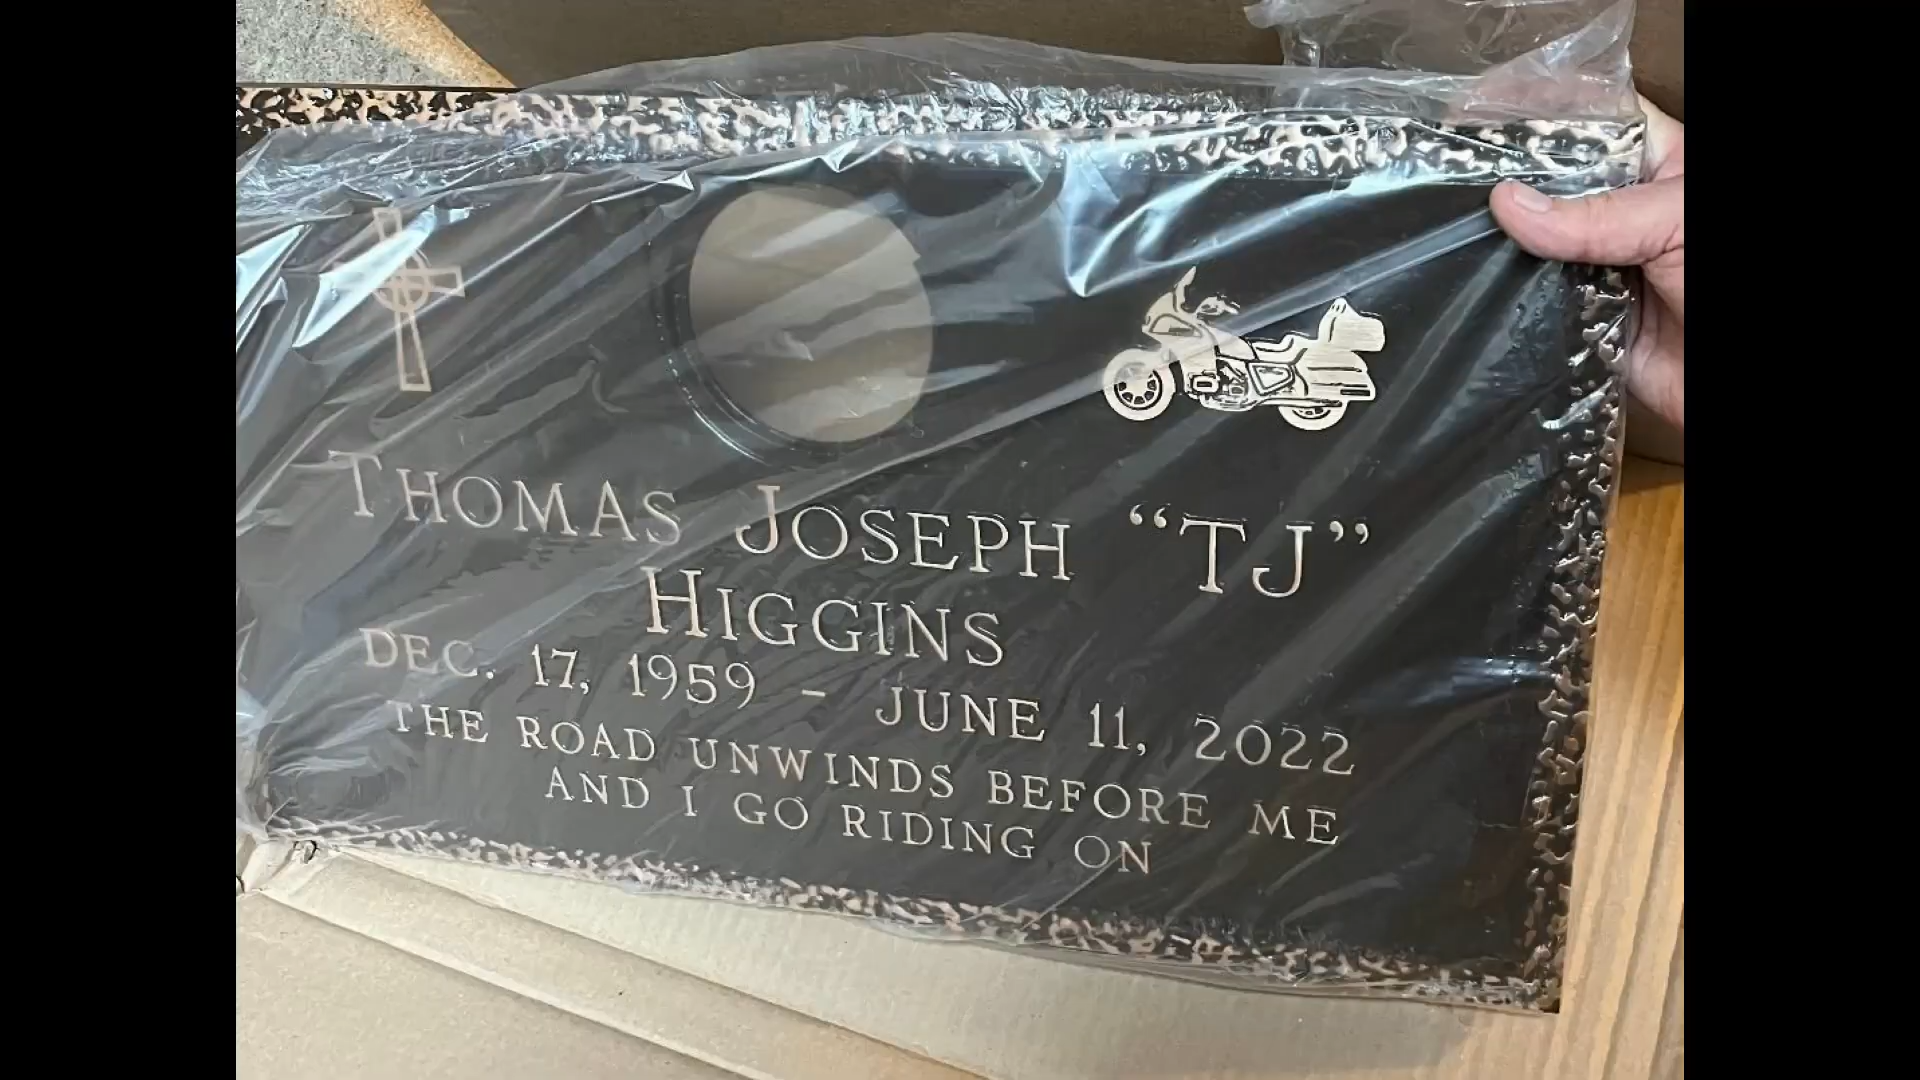 THOMAS JOSEPH “TJ”
HIGGINS
DEC. 17, 1959 – JUNE 11, 2022
THE ROAD UNWINDS BEFORE ME
AND I GO RIDING ON